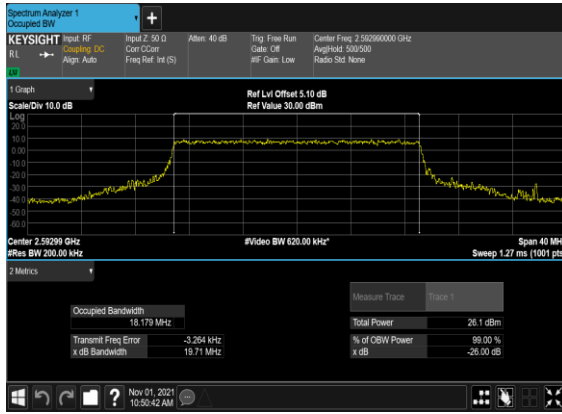 Spectrum Analyzer 1
Occupied BW
KEYSIGHT Input: RF
RL Coupling: DC
Align: Auto
Input Z: 50 Ω
Corr CCorr
Freq Ref: Int (S)
Atten: 40 dB
Trig: Free Run
Gate: Off
#IF Gain: Low
Center Freq: 2.592990000 GHz
Avg|Hold: 500/500
Radio Std: None
1 Graph
Scale/Div 10.0 dB
Ref Lvl Offset 5.10 dB
Ref Value 30.00 dBm
Log
20.0
10.0
0.00
-10.0
-20.0
-30.0
-40.0
-50.0
-60.0
Center 2.59299 GHz
#Res BW 200.00 kHz
#Video BW 620.00 kHz*
Span 40 MH
Sweep 1.27 ms (1001 pts
2 Metrics
Measure Trace Trace 1
Occupied Bandwidth
18.179 MHz
Total Power 26.1 dBm
Transmit Freq Error -3.264 kHz
% of OBW Power 99.00 %
x dB Bandwidth 19.71 MHz
x dB -26.00 dB
Nov 01, 2021
10:50:42 AM